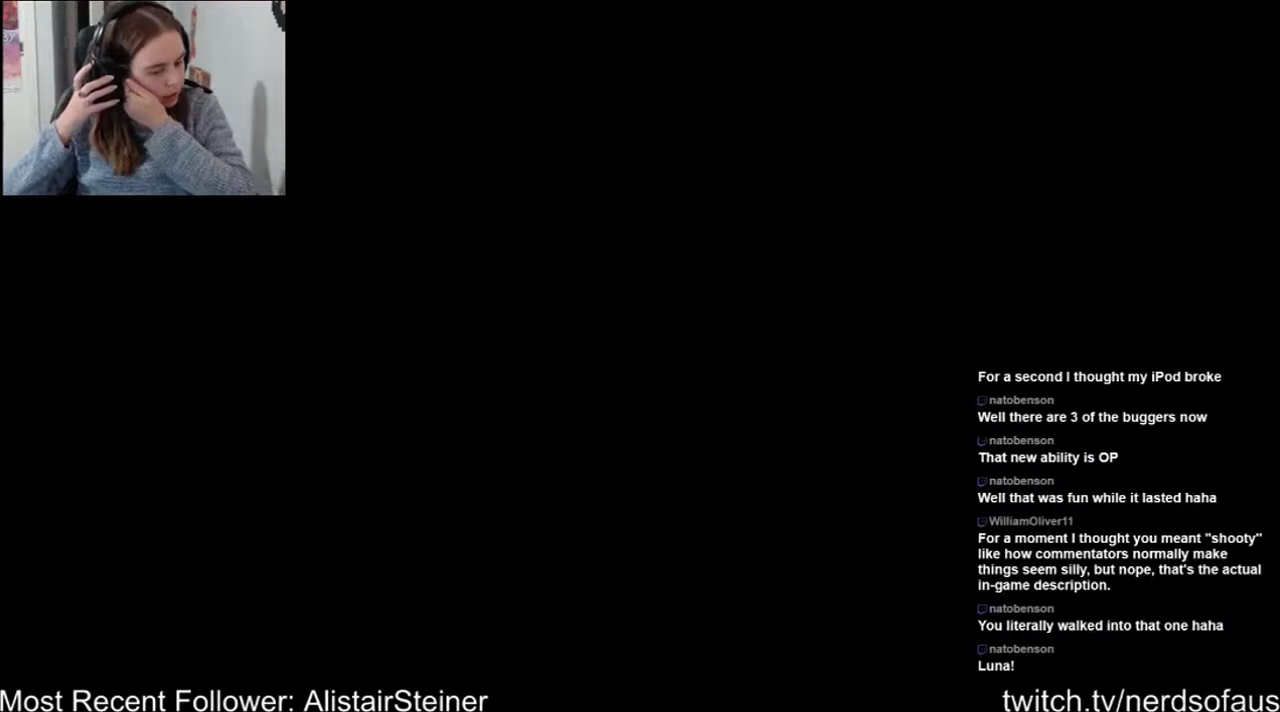 For a second I thought my iPod broke
natobenson
Well there are 3 of the buggers now
natobenson
That new ability is OP
natobenson
Well that was fun while it lasted haha
WilliamOliver11
For a moment I thought you meant "shooty"
like how commentators normally make
things seem silly, but nope, that's the actual
in-game description.
natobenson
You literally walked into that one haha
natobenson
Luna!
Most Recent Follower: AlistairSteiner
twitch.tv/nerdsofaus